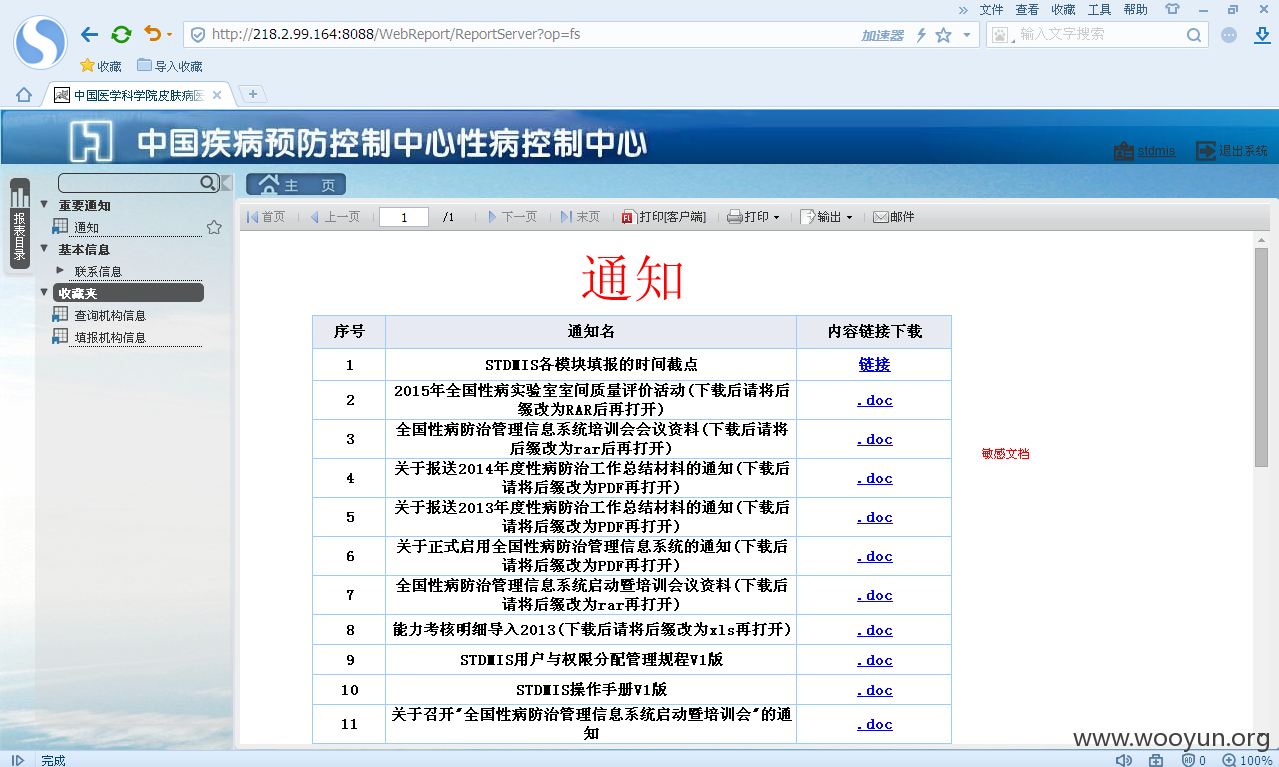 » 文件 查看 收藏 工具 帮助
http://218.2.99.164:8088/WebReport/ReportServer?op=fs 加速器 输入文字搜索
收藏 导入收藏
中国医学科学院皮肤病医
中国疾病预防控制中心性病控制中心
stdmis 退出系统
主 页
报表目录
重要通知
通知
基本信息
联系信息
收藏夹
查询机构信息
填报机构信息
首页 上一页 1 /1 下一页 末页 打印[客户端] 打印 输出 邮件
通知
序号 通知名 内容链接下载
1 STDMIS各模块填报的时间截点 链接
2 2015年全国性病实验室室间质量评价活动(下载后请将后
缀改为RAR后再打开) .doc
3 全国性病防治管理信息系统培训会会议资料(下载后请将
后缀改为rar后再打开) .doc
4 关于报送2014年度性病防治工作总结材料的通知(下载后
请将后缀改为PDF再打开) .doc
5 关于报送2013年度性病防治工作总结材料的通知(下载后
请将后缀改为PDF再打开) .doc
6 关于正式启用全国性病防治管理信息系统的通知(下载后
请将后缀改为PDF再打开) .doc
7 全国性病防治管理信息系统启动暨培训会议资料(下载后
请将后缀改为rar再打开) .doc
8 能力考核明细导入2013(下载后请将后缀改为xls再打开) .doc
9 STDMIS用户与权限分配管理规程V1版 .doc
10 STDMIS操作手册V1版 .doc
11 关于召开"全国性病防治管理信息系统启动暨培训会"的通
知 .doc
敏感文档
www.wooyun.org
完成 0 100%